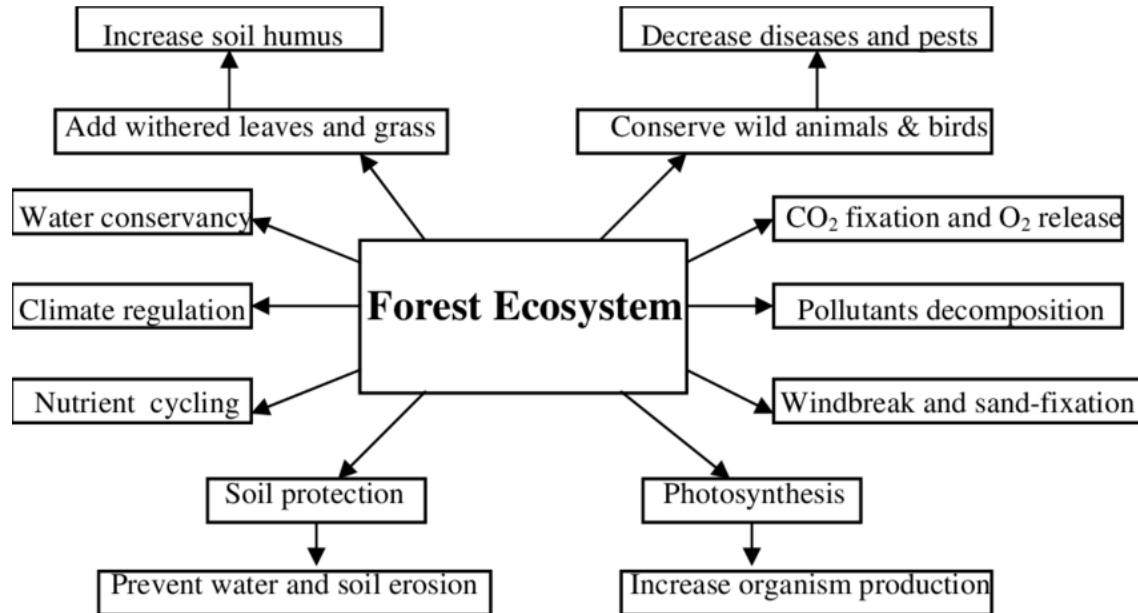 Increase soil humus
Decrease diseases and pests
Add withered leaves and grass
Conserve wild animals & birds
Water conservancy
CO₂ fixation and O₂ release
Forest Ecosystem
Climate regulation
Pollutants decomposition
Nutrient cycling
Windbreak and sand-fixation
Soil protection
Photosynthesis
Prevent water and soil erosion
Increase organism production